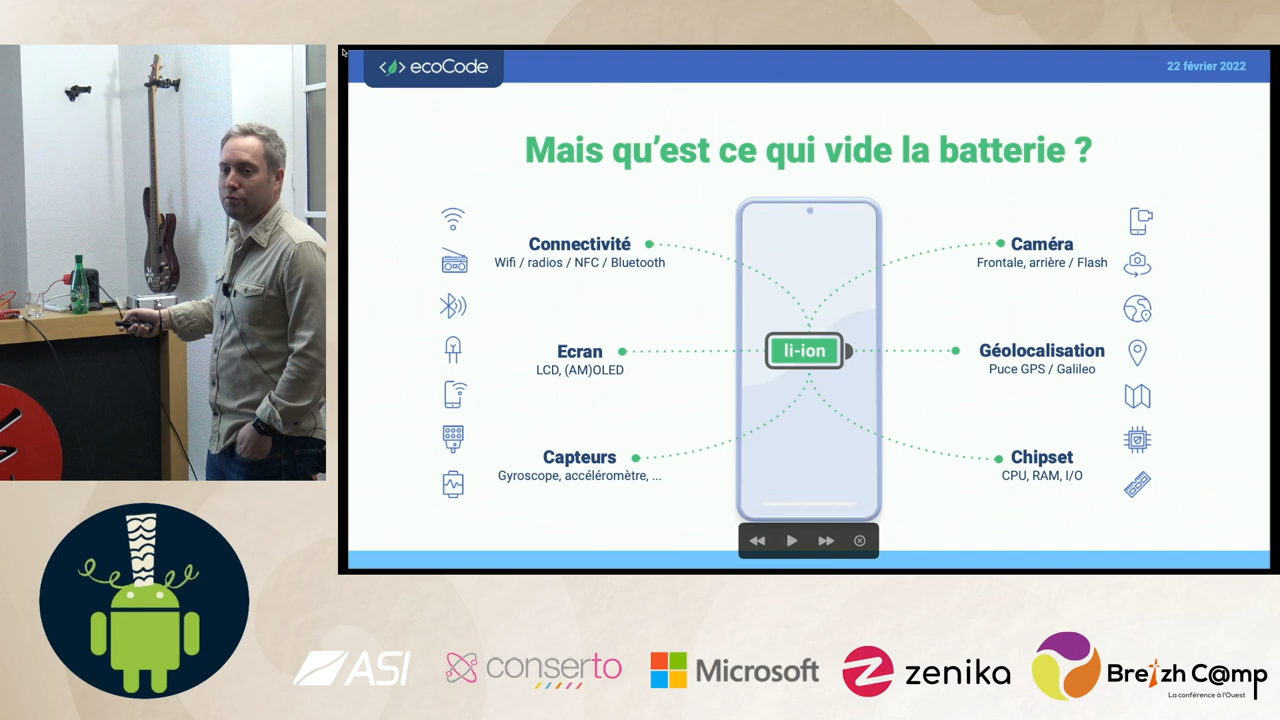 ecoCode
22 février 2022
Mais qu'est ce qui vide la batterie ?
Connectivité
Wifi / radios / NFC / Bluetooth
Caméra
Frontale, arrière / Flash
Ecran
LCD, (AM)OLED
li-ion
Géolocalisation
Puce GPS / Galileo
Capteurs
Gyroscope, accéléromètre, ...
Chipset
CPU, RAM, I/O
ASI
conserto
Microsoft
zenika
Breizh C@mp
La conférence à l'Ouest